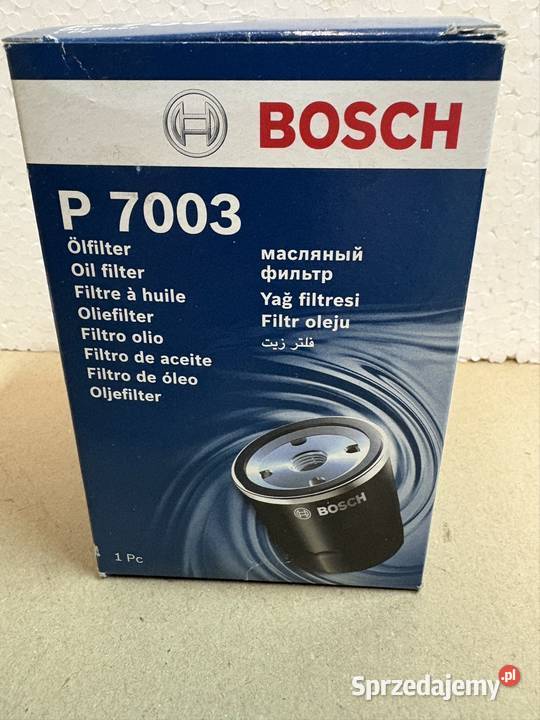 BOSCH
P 7003
Ölfilter
Oil filter
Filtre à huile
Oliefilter
Filtro olio
Filtro de aceite
Filtro de óleo
Oljefilter
масляный
фильтр
Yağ filtresi
Filtr oleju
فلتر زيت
BOSCH
1 Pc
Sprzedajemy.pl